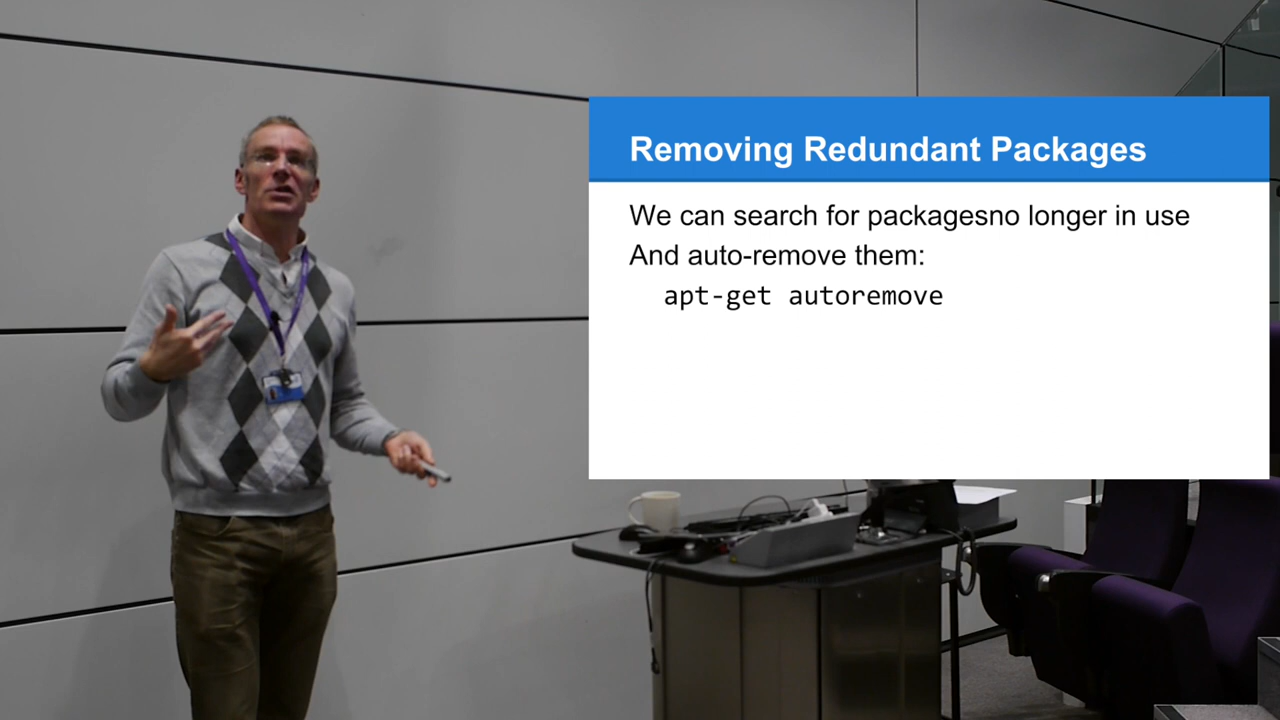 Removing Redundant Packages
We can search for packagesno longer in use
And auto-remove them:
apt-get autoremove